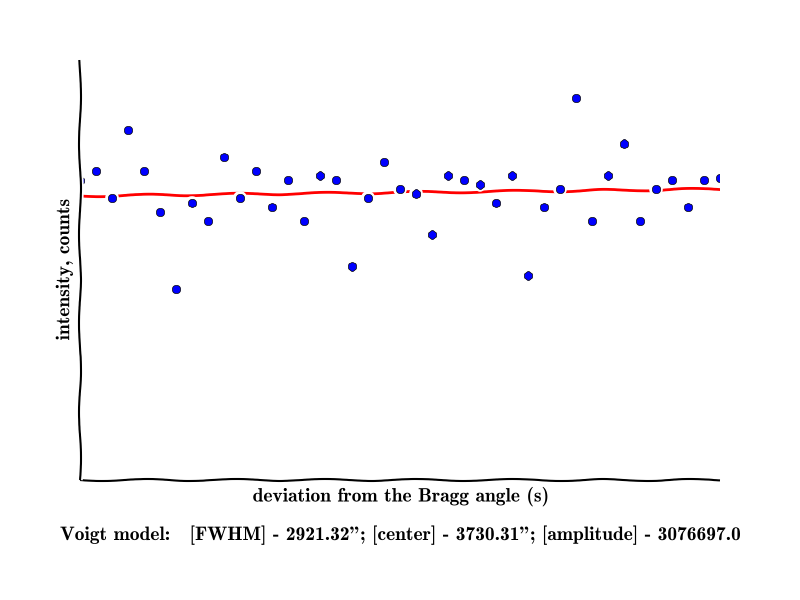 intensity, counts
deviation from the Bragg angle (s)
Voigt model: [FWHM] - 2921.32”; [center] - 3730.31”; [amplitude] - 3076697.0